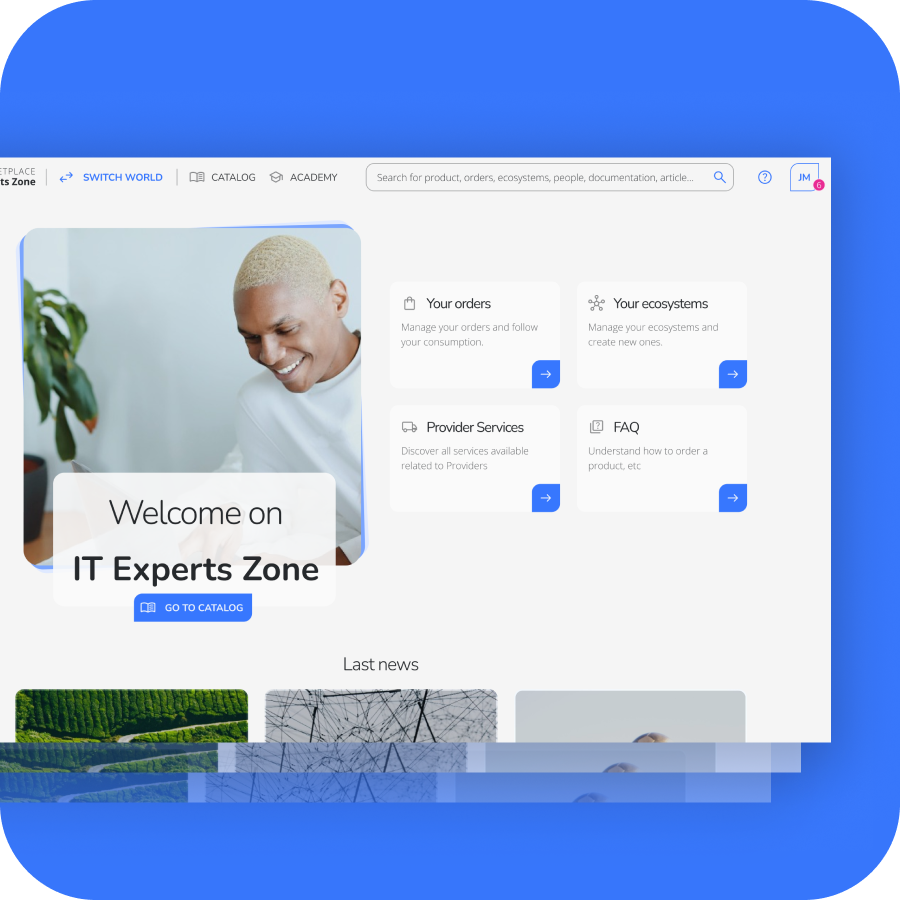 ETPLACE
ts Zone
SWITCH WORLD
CATALOG
ACADEMY
Search for product, orders, ecosystems, people, documentation, article...
JM
6
Your orders
Manage your orders and follow
your consumption.
Your ecosystems
Manage your ecosystems and
create new ones.
Provider Services
Discover all services available
related to Providers
FAQ
Understand how to order a
product, etc
Welcome on
IT Experts Zone
GO TO CATALOG
Last news